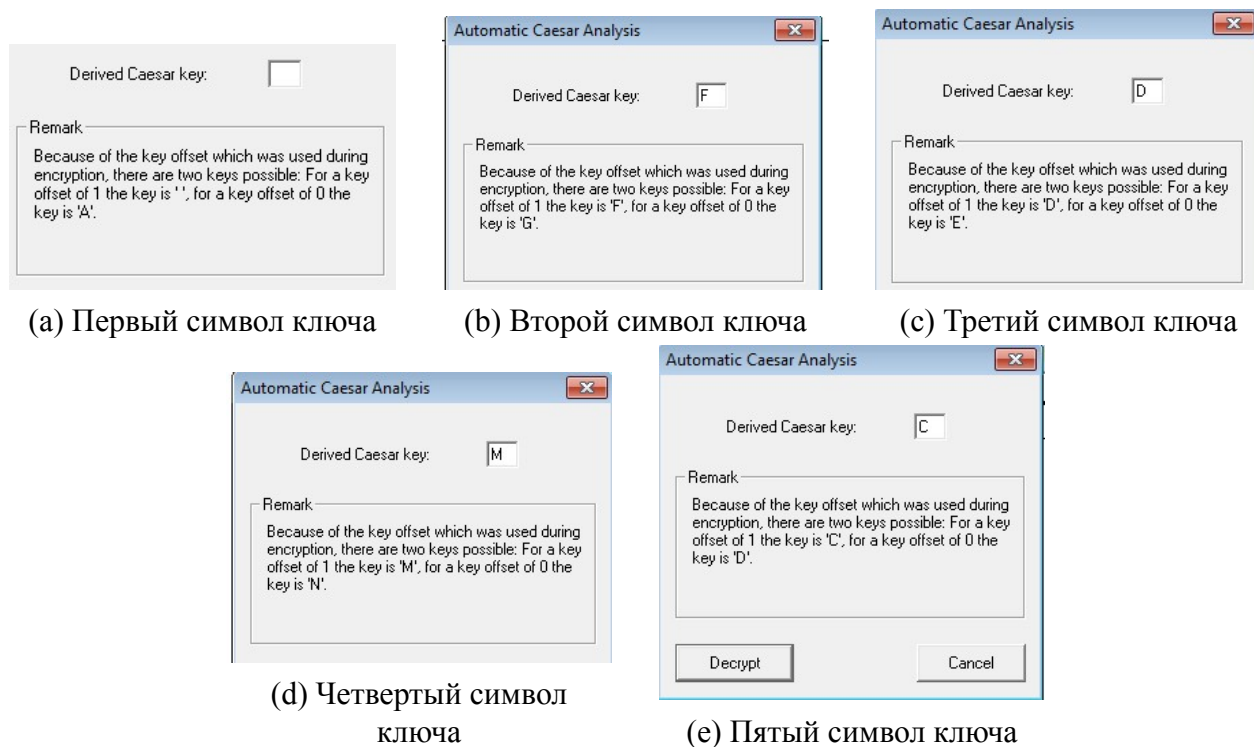 Derived Caesar key:
Remark
Because of the key offset which was used during
encryption, there are two keys possible: For a key
offset of 1 the key is ' ', for a key offset of 0 the
key is 'A'.
(a) Первый символ ключа
Automatic Caesar Analysis
Derived Caesar key: F
Remark
Because of the key offset which was used during
encryption, there are two keys possible: For a key
offset of 1 the key is 'F', for a key offset of 0 the
key is 'G'.
(b) Второй символ ключа
Automatic Caesar Analysis
Derived Caesar key: D
Remark
Because of the key offset which was used during
encryption, there are two keys possible: For a key
offset of 1 the key is 'D', for a key offset of 0 the
key is 'E'.
(c) Третий символ ключа
Automatic Caesar Analysis
Derived Caesar key: M
Remark
Because of the key offset which was used during
encryption, there are two keys possible: For a key
offset of 1 the key is 'M', for a key offset of 0 the
key is 'N'.
(d) Четвертый символ
ключа
Automatic Caesar Analysis
Derived Caesar key: C
Remark
Because of the key offset which was used during
encryption, there are two keys possible: For a key
offset of 1 the key is 'C', for a key offset of 0 the
key is 'D'.
Decrypt Cancel
(e) Пятый символ ключа